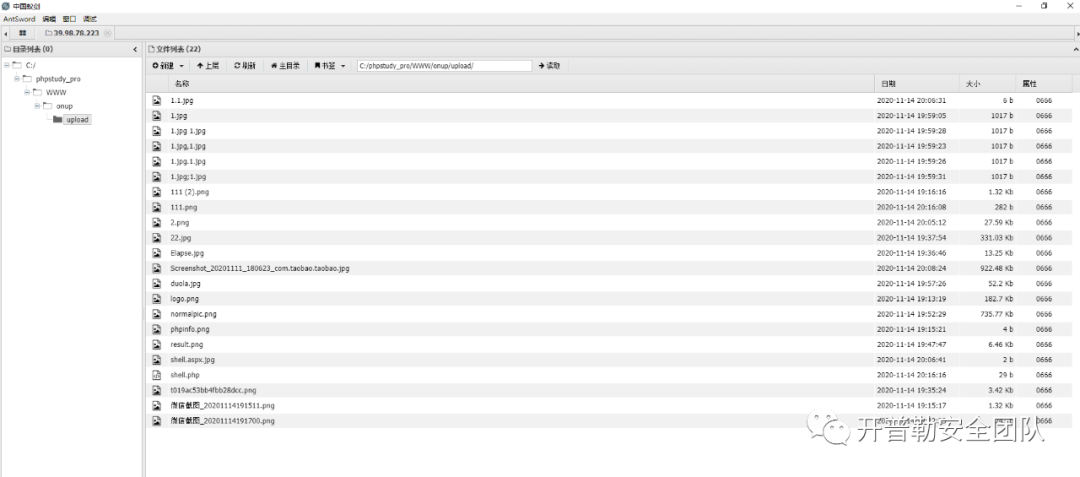 中国蚁剑
AntSword 编辑 窗口 调试
39.98.78.223
目录列表 (0)
文件列表 (22)
新建 上层 刷新 主目录 书签 C:/phpstudy_pro/WWW/onup/upload/ 读取
C:/
phpstudy_pro
WWW
onup
upload
名称 日期 大小 属性
1.1.jpg 2020-11-14 20:06:31 6 b 0666
1.jpg 2020-11-14 19:59:05 1017 b 0666
1.jpg 1.jpg 2020-11-14 19:59:28 1017 b 0666
1.jpg,1.jpg 2020-11-14 19:59:23 1017 b 0666
1.jpg.1.jpg 2020-11-14 19:59:26 1017 b 0666
1.jpg;1.jpg 2020-11-14 19:59:31 1017 b 0666
111 (2).png 2020-11-14 19:16:16 1.32 Kb 0666
111.png 2020-11-14 20:16:08 282 b 0666
2.png 2020-11-14 20:05:12 27.59 Kb 0666
22.jpg 2020-11-14 19:37:54 331.03 Kb 0666
Elapse.jpg 2020-11-14 19:36:46 13.25 Kb 0666
Screenshot_20201111_180623_com.taobao.taobao.jpg 2020-11-14 20:08:24 922.48 Kb 0666
duola.jpg 2020-11-14 19:57:26 52.2 Kb 0666
logo.png 2020-11-14 19:13:19 182.7 Kb 0666
normalpic.png 2020-11-14 19:52:29 735.77 Kb 0666
phpinfo.png 2020-11-14 19:15:21 4 b 0666
result.png 2020-11-14 19:47:47 6.46 Kb 0666
shell.aspx.jpg 2020-11-14 20:06:41 2 b 0666
shell.php 2020-11-14 20:16:16 29 b 0666
t019ac53bb4fbb28dcc.png 2020-11-14 19:35:24 3.42 Kb 0666
微信截图_20201114191511.png 2020-11-14 19:15:17 1.32 Kb 0666
微信截图_20201114191700.png 0666
开普勒安全团队